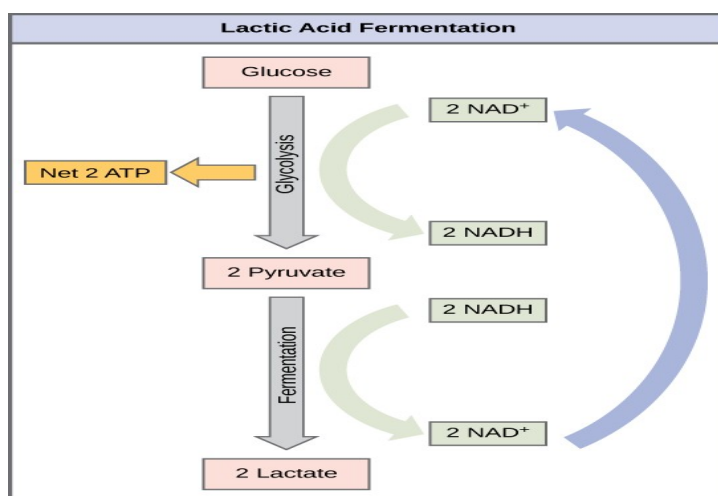 Lactic Acid Fermentation
Glucose
2 NAD⁺
Glycolysis
Net 2 ATP
2 NADH
2 Pyruvate
2 NADH
Fermentation
2 NAD⁺
2 Lactate